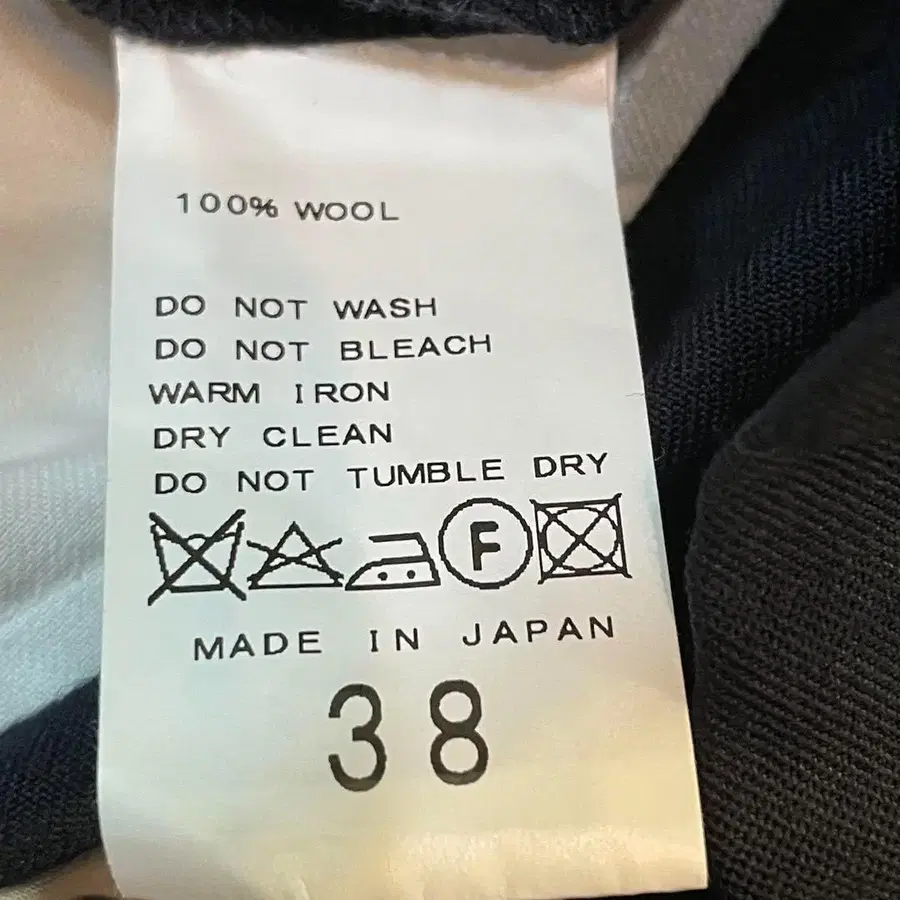 100% WOOL
DO NOT WASH
DO NOT BLEACH
WARM IRON
DRY CLEAN
DO NOT TUMBLE DRY
F
MADE IN JAPAN
38